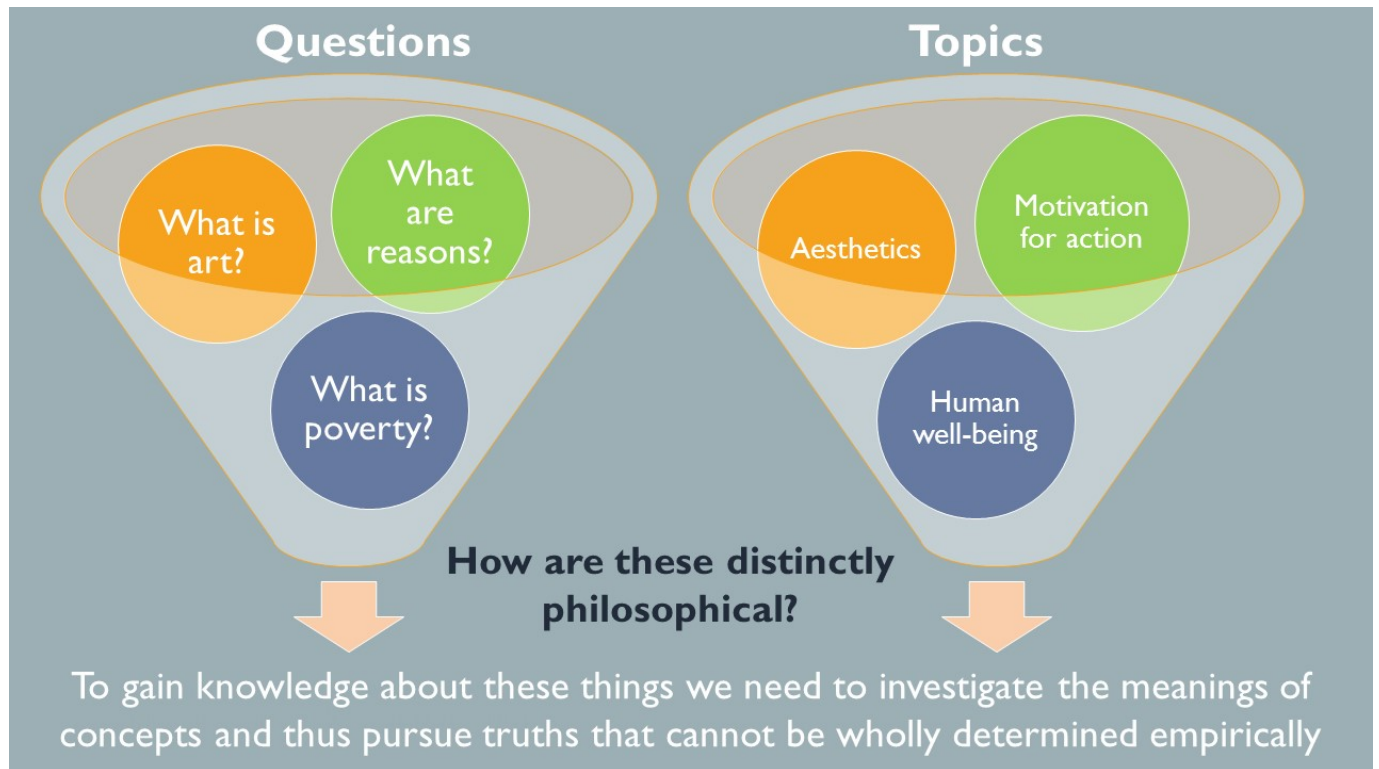 Questions
What is
art?
What
are
reasons?
What is
poverty?
Topics
Aesthetics
Motivation
for action
Human
well-being
How are these distinctly
philosophical?
To gain knowledge about these things we need to investigate the meanings of
concepts and thus pursue truths that cannot be wholly determined empirically